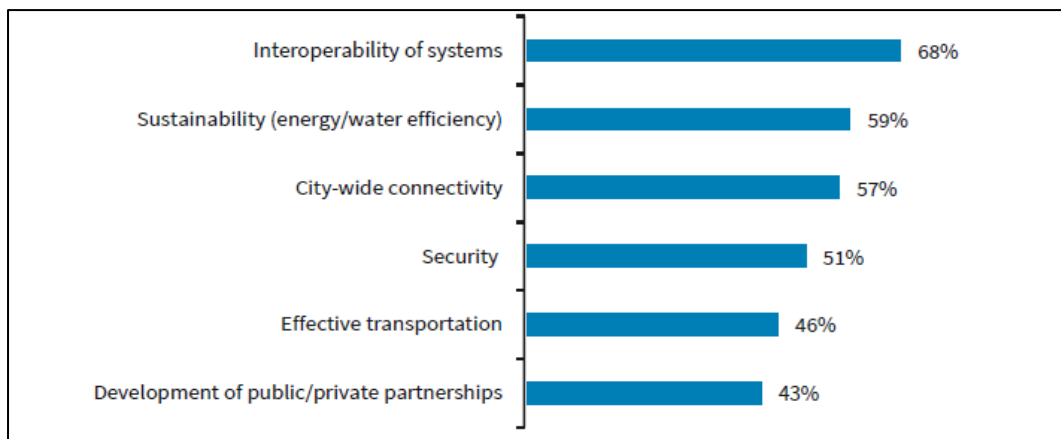 Interoperability of systems 68%
Sustainability (energy/water efficiency) 59%
City-wide connectivity 57%
Security 51%
Effective transportation 46%
Development of public/private partnerships 43%